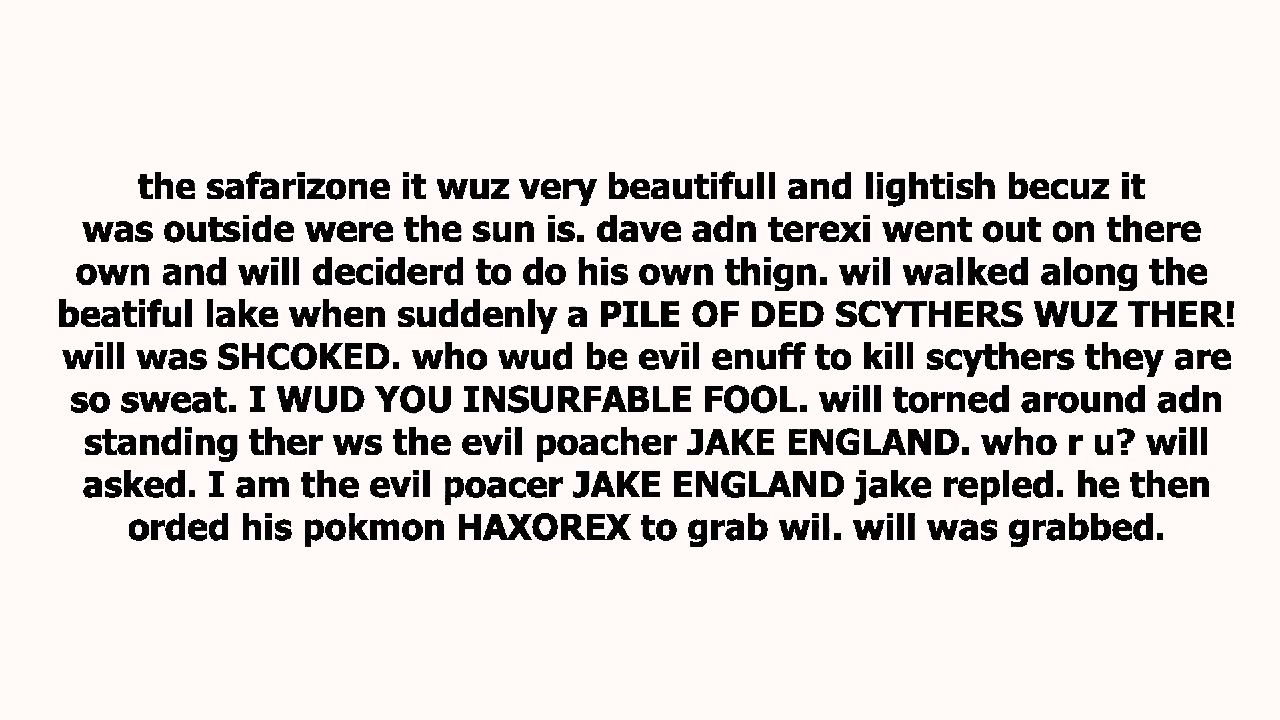 the safarizone it wuz very beautifull and lightish becuz it
was outside were the sun is. dave adn terexi went out on there
own and will deciderd to do his own thign. wil walked along the
beatiful lake when suddenly a PILE OF DED SCYTHERS WUZ THER!
will was SHCOKED. who wud be evil enuff to kill scythers they are
so sweat. I WUD YOU INSURFABLE FOOL. will torned around adn
standing ther ws the evil poacher JAKE ENGLAND. who r u? will
asked. I am the evil poacer JAKE ENGLAND jake repled. he then
orded his pokmon HAXOREX to grab wil. will was grabbed.